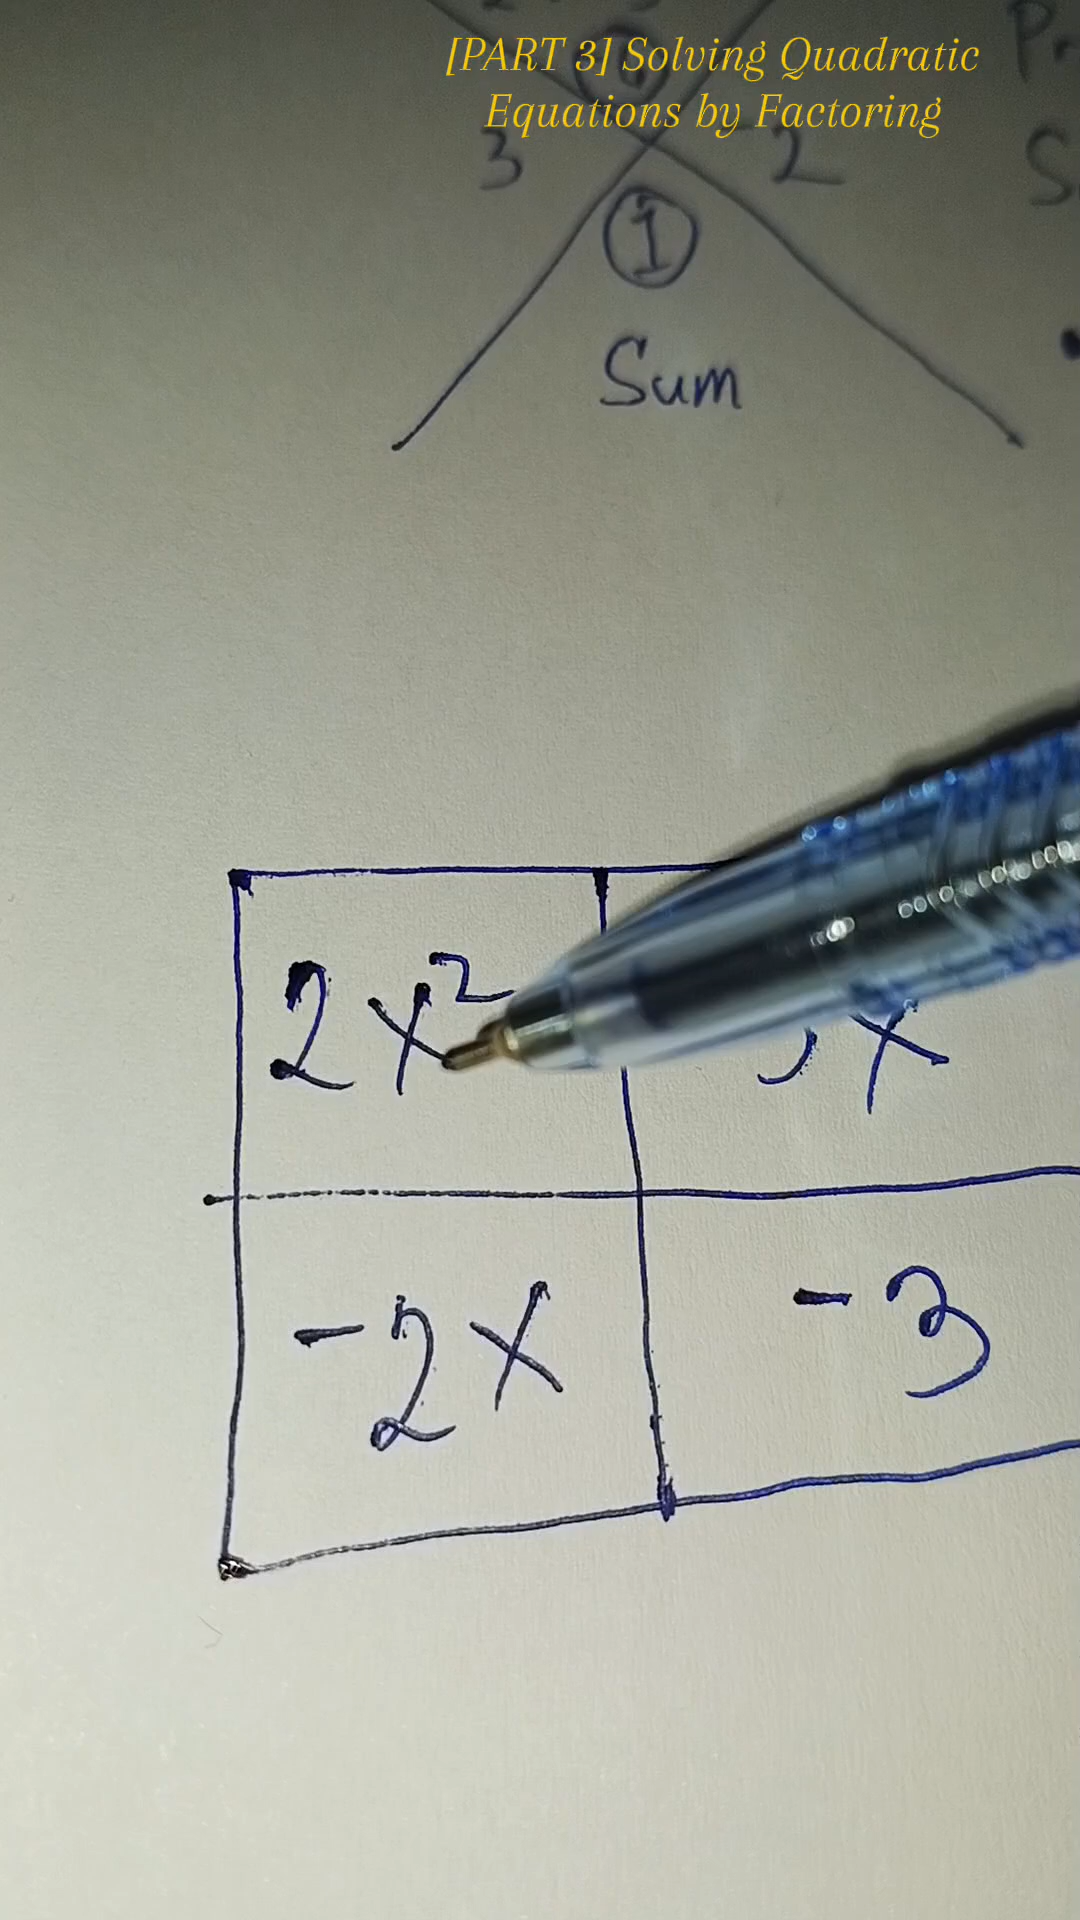 [PART 3] Solving Quadratic
Equations by Factoring
3 -2
1
Sum
2x²
-2x -3